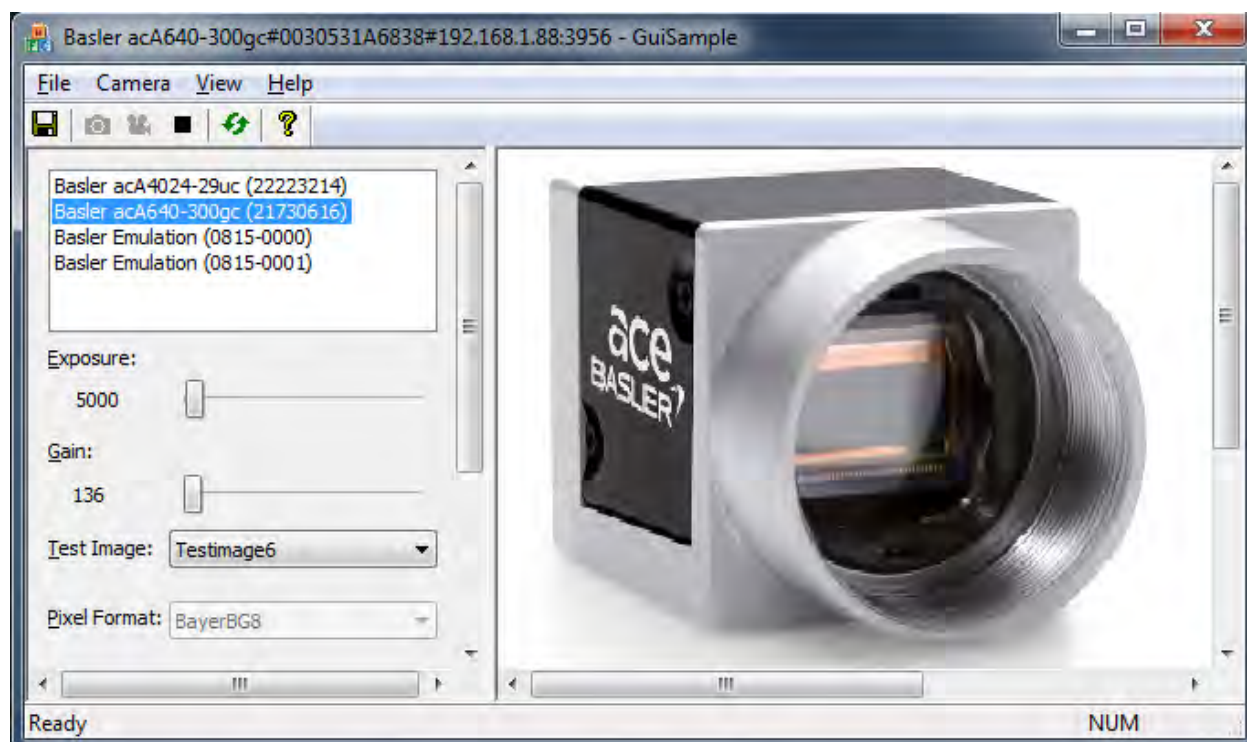 Basler acA640-300gc#0030531A6838#192.168.1.88:3956 - GuiSample
File Camera View Help
Basler acA4024-29uc (22223214)
Basler acA640-300gc (21730616)
Basler Emulation (0815-0000)
Basler Emulation (0815-0001)
Exposure:
5000
Gain:
136
Test Image: Testimage6
Pixel Format: BayerBG8
ace
BASLER
Ready NUM